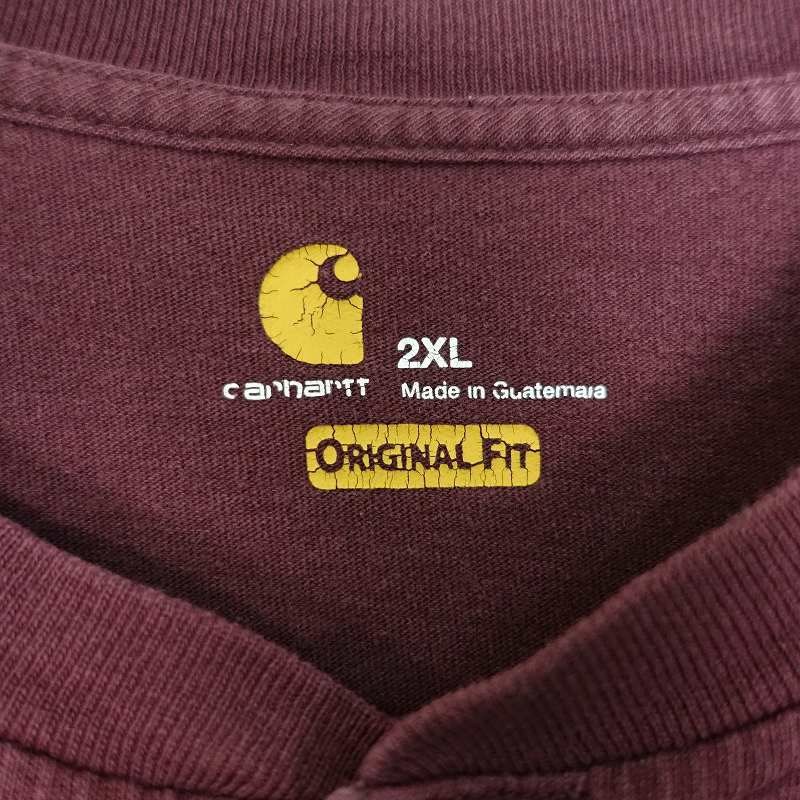 2XL
carhartt Made in Guatemala
ORIGINAL FIT